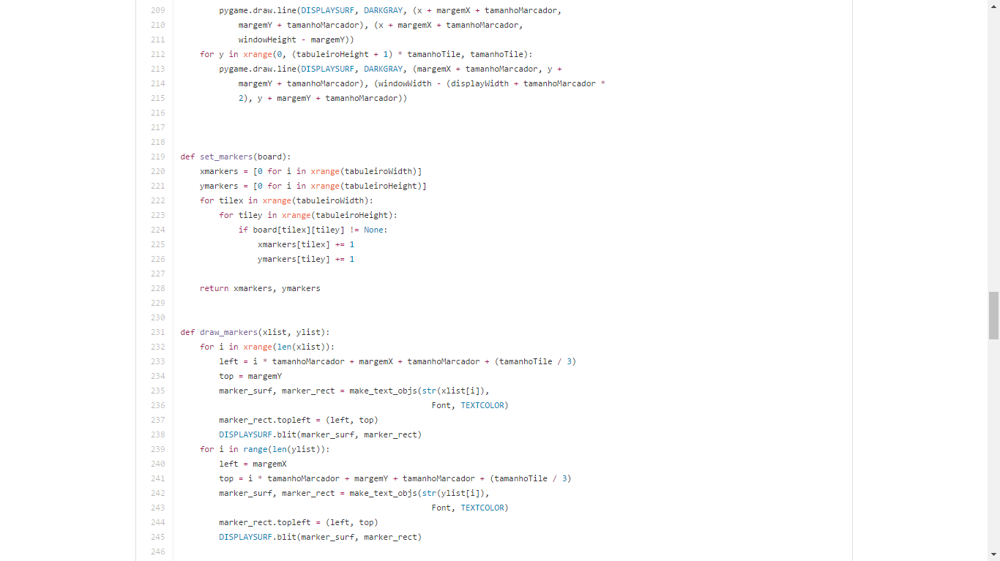 209 pygame.draw.line(DISPLAYSURF, DARKGRAY, (x + margemX + tamanhoMarcador,
210 margemY + tamanhoMarcador), (x + margemX + tamanhoMarcador,
211 windowHeight - margemY))
212 for y in xrange(0, (tabuleiroHeight + 1) * tamanhoTile, tamanhoTile):
213 pygame.draw.line(DISPLAYSURF, DARKGRAY, (margemX + tamanhoMarcador, y +
214 margemY + tamanhoMarcador), (windowWidth - (displayWidth + tamanhoMarcador *
215 2), y + margemY + tamanhoMarcador))
216
217
218
219 def set_markers(board):
220 xmarkers = [0 for i in xrange(tabuleiroWidth)]
221 ymarkers = [0 for i in xrange(tabuleiroHeight)]
222 for tilex in xrange(tabuleiroWidth):
223 for tiley in xrange(tabuleiroHeight):
224 if board[tilex][tiley] != None:
225 xmarkers[tilex] += 1
226 ymarkers[tiley] += 1
227
228 return xmarkers, ymarkers
229
230
231 def draw_markers(xlist, ylist):
232 for i in xrange(len(xlist)):
233 left = i * tamanhoMarcador + margemX + tamanhoMarcador + (tamanhoTile / 3)
234 top = margemY
235 marker_surf, marker_rect = make_text_objs(str(xlist[i]),
236 Font, TEXTCOLOR)
237 marker_rect.topleft = (left, top)
238 DISPLAYSURF.blit(marker_surf, marker_rect)
239 for i in range(len(ylist)):
240 left = margemX
241 top = i * tamanhoMarcador + margemY + tamanhoMarcador + (tamanhoTile / 3)
242 marker_surf, marker_rect = make_text_objs(str(ylist[i]),
243 Font, TEXTCOLOR)
244 marker_rect.topleft = (left, top)
245 DISPLAYSURF.blit(marker_surf, marker_rect)
246